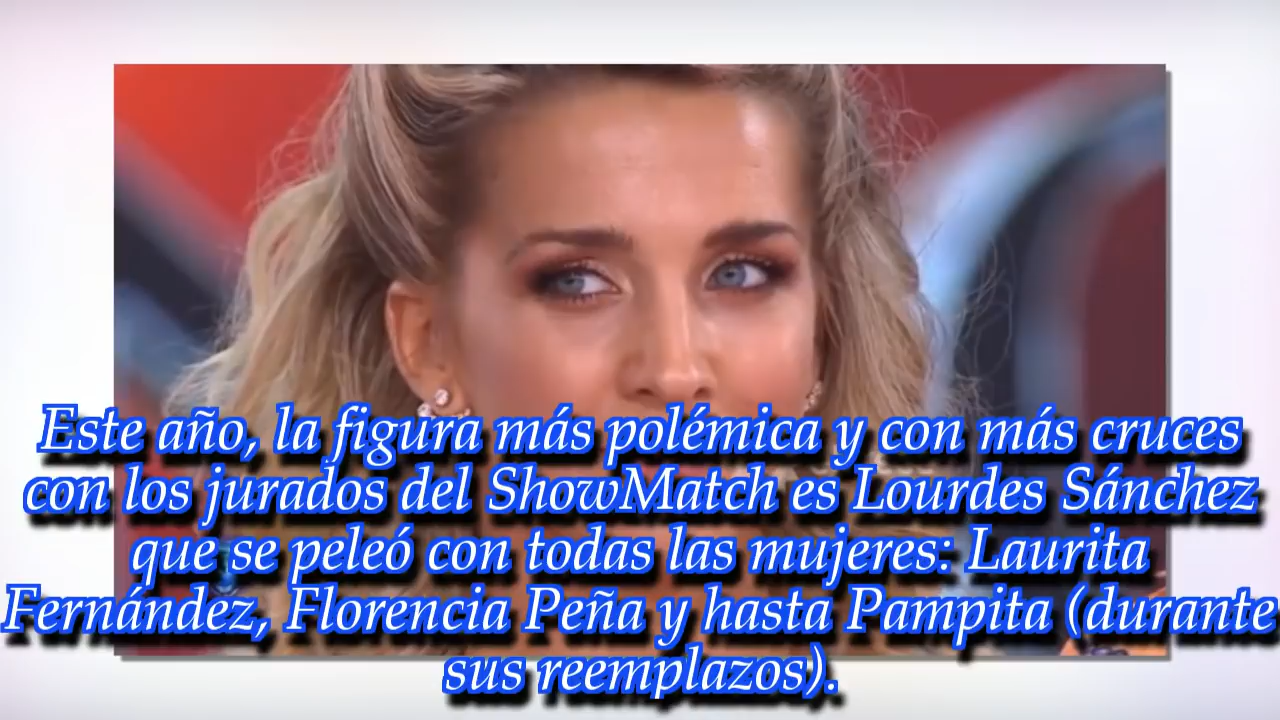 Este año, la figura más polémica y con más cruces
con los jurados del ShowMatch es Lourdes Sánchez
que se peleó con todas las mujeres: Laurita
Fernández, Florencia Peña y hasta Pampita (durante
sus reemplazos).